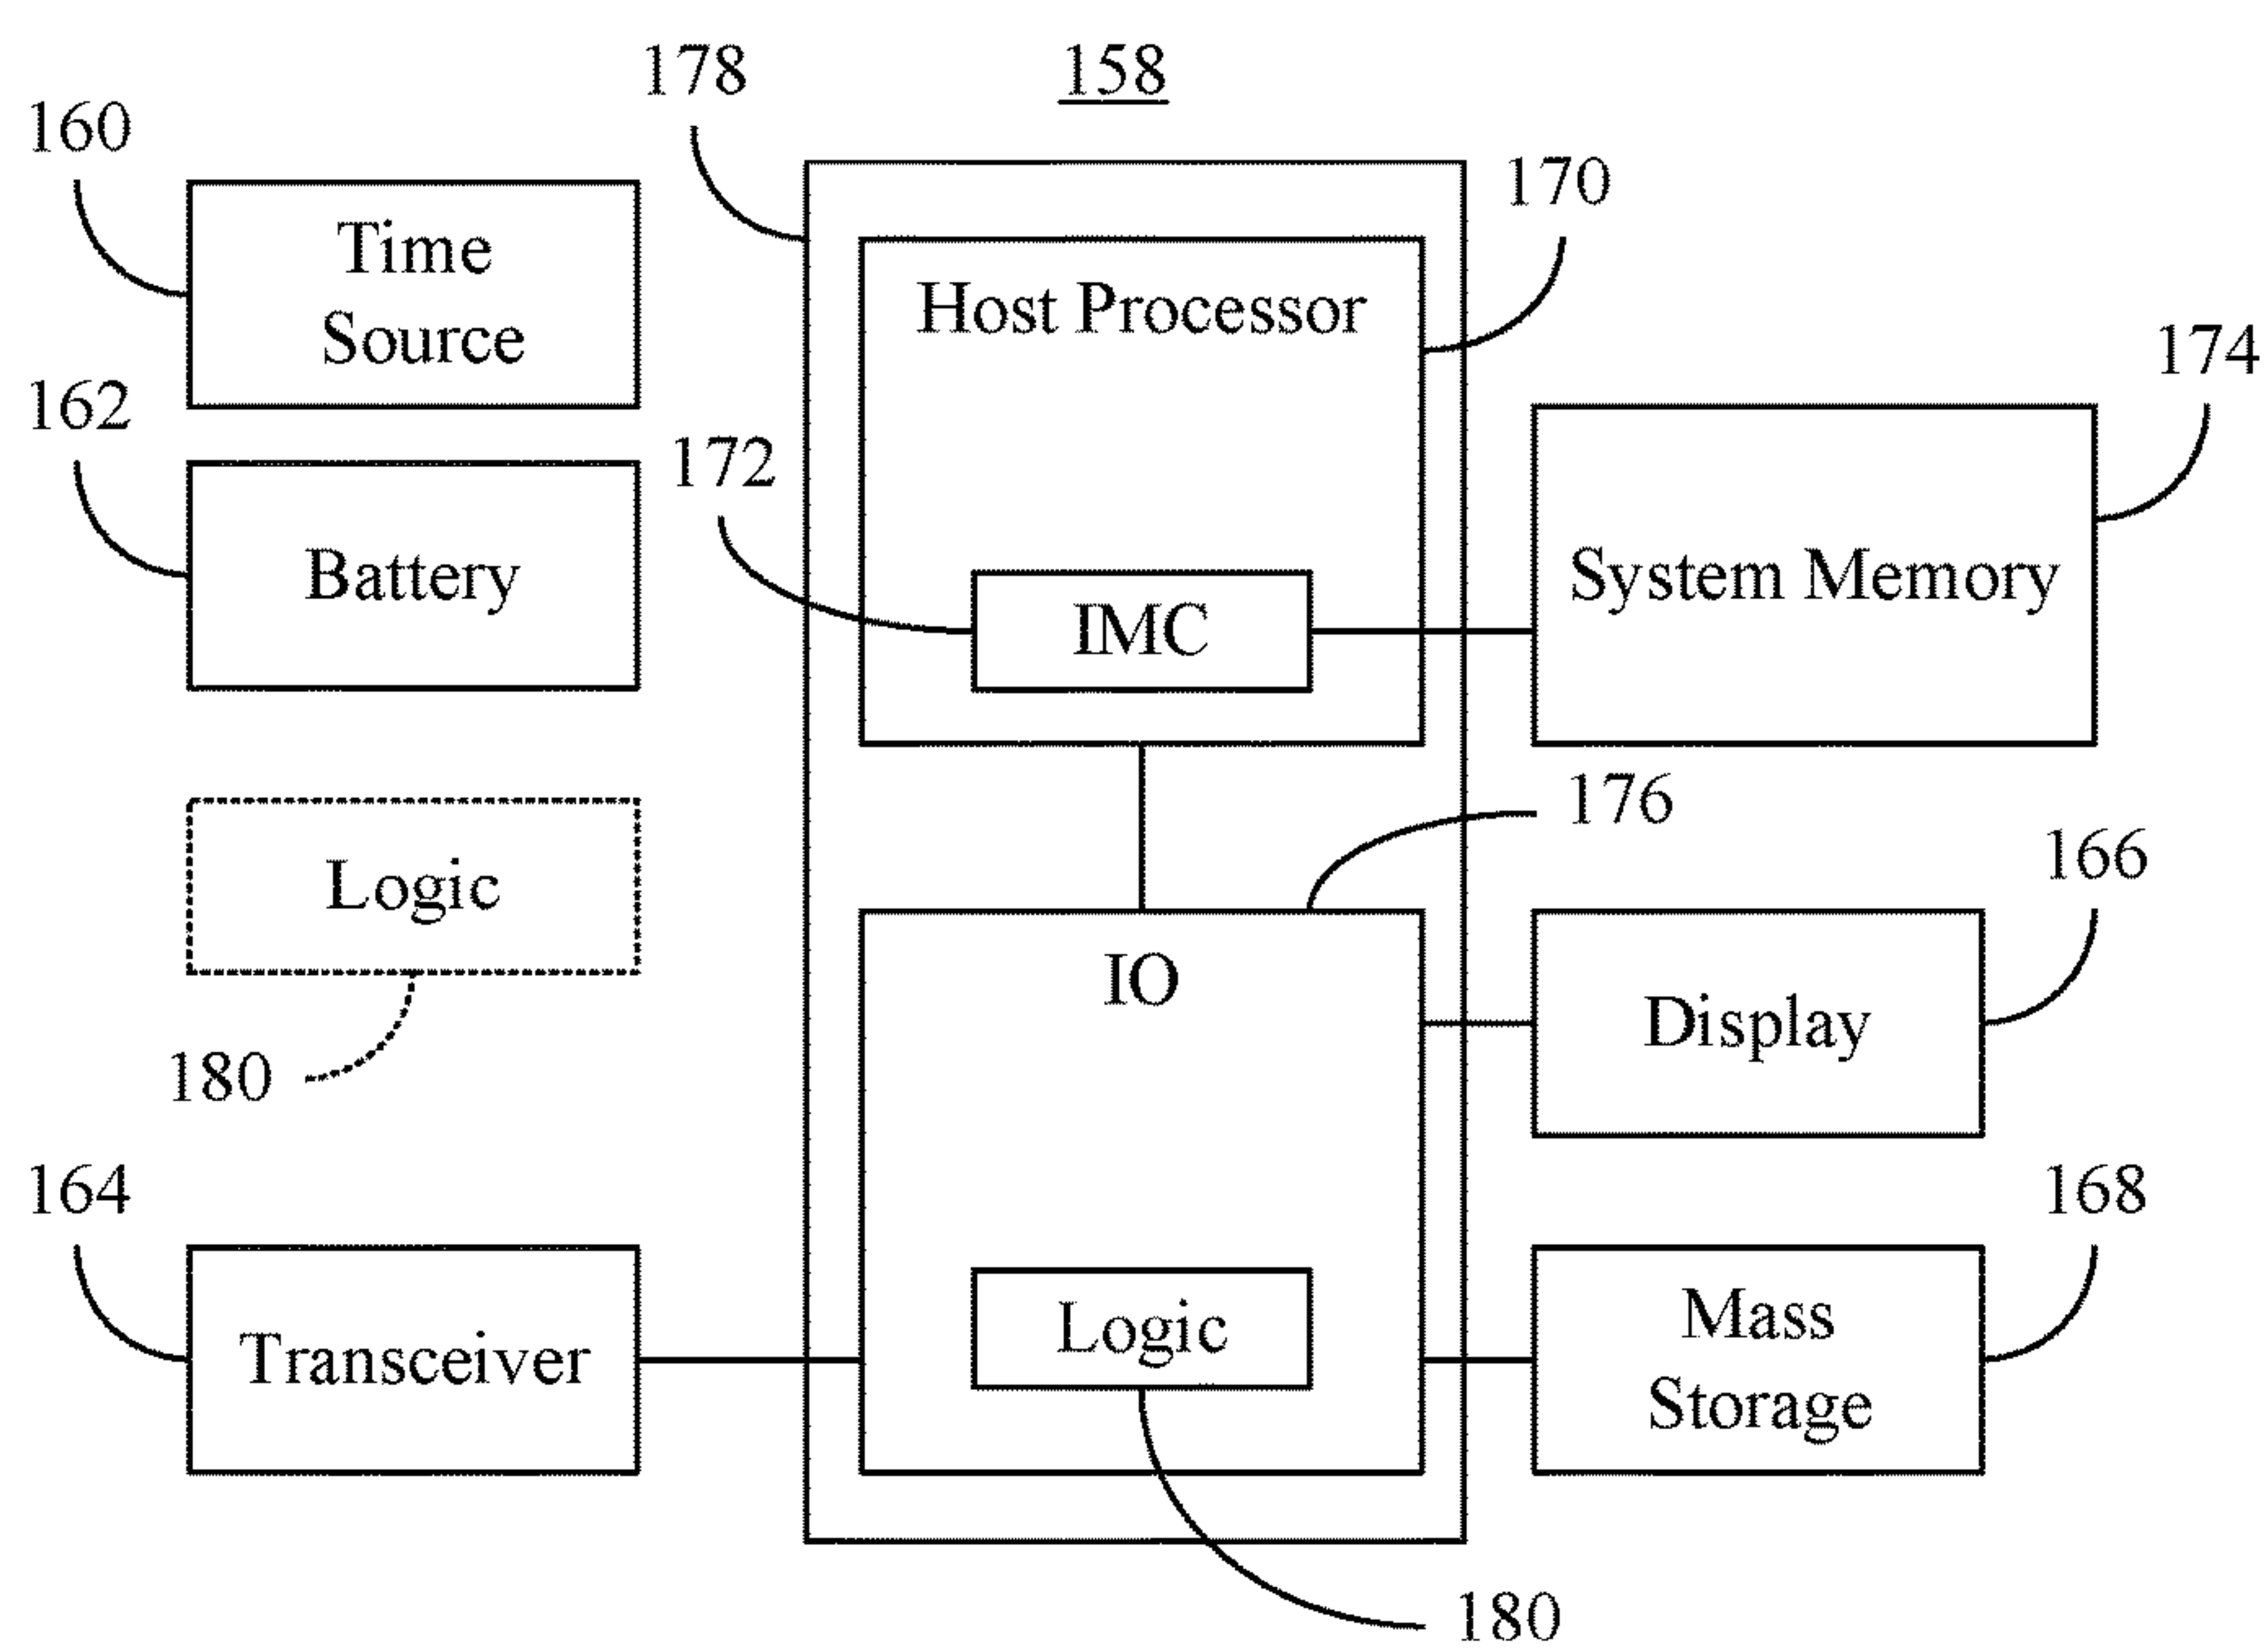 178
158
160
170
Time
Source
Host Processor
174
162
172
Battery
System Memory
IMC
176
166
Logic
IO
Display
180
164
168
Mass
Storage
Logic
Transceiver
180